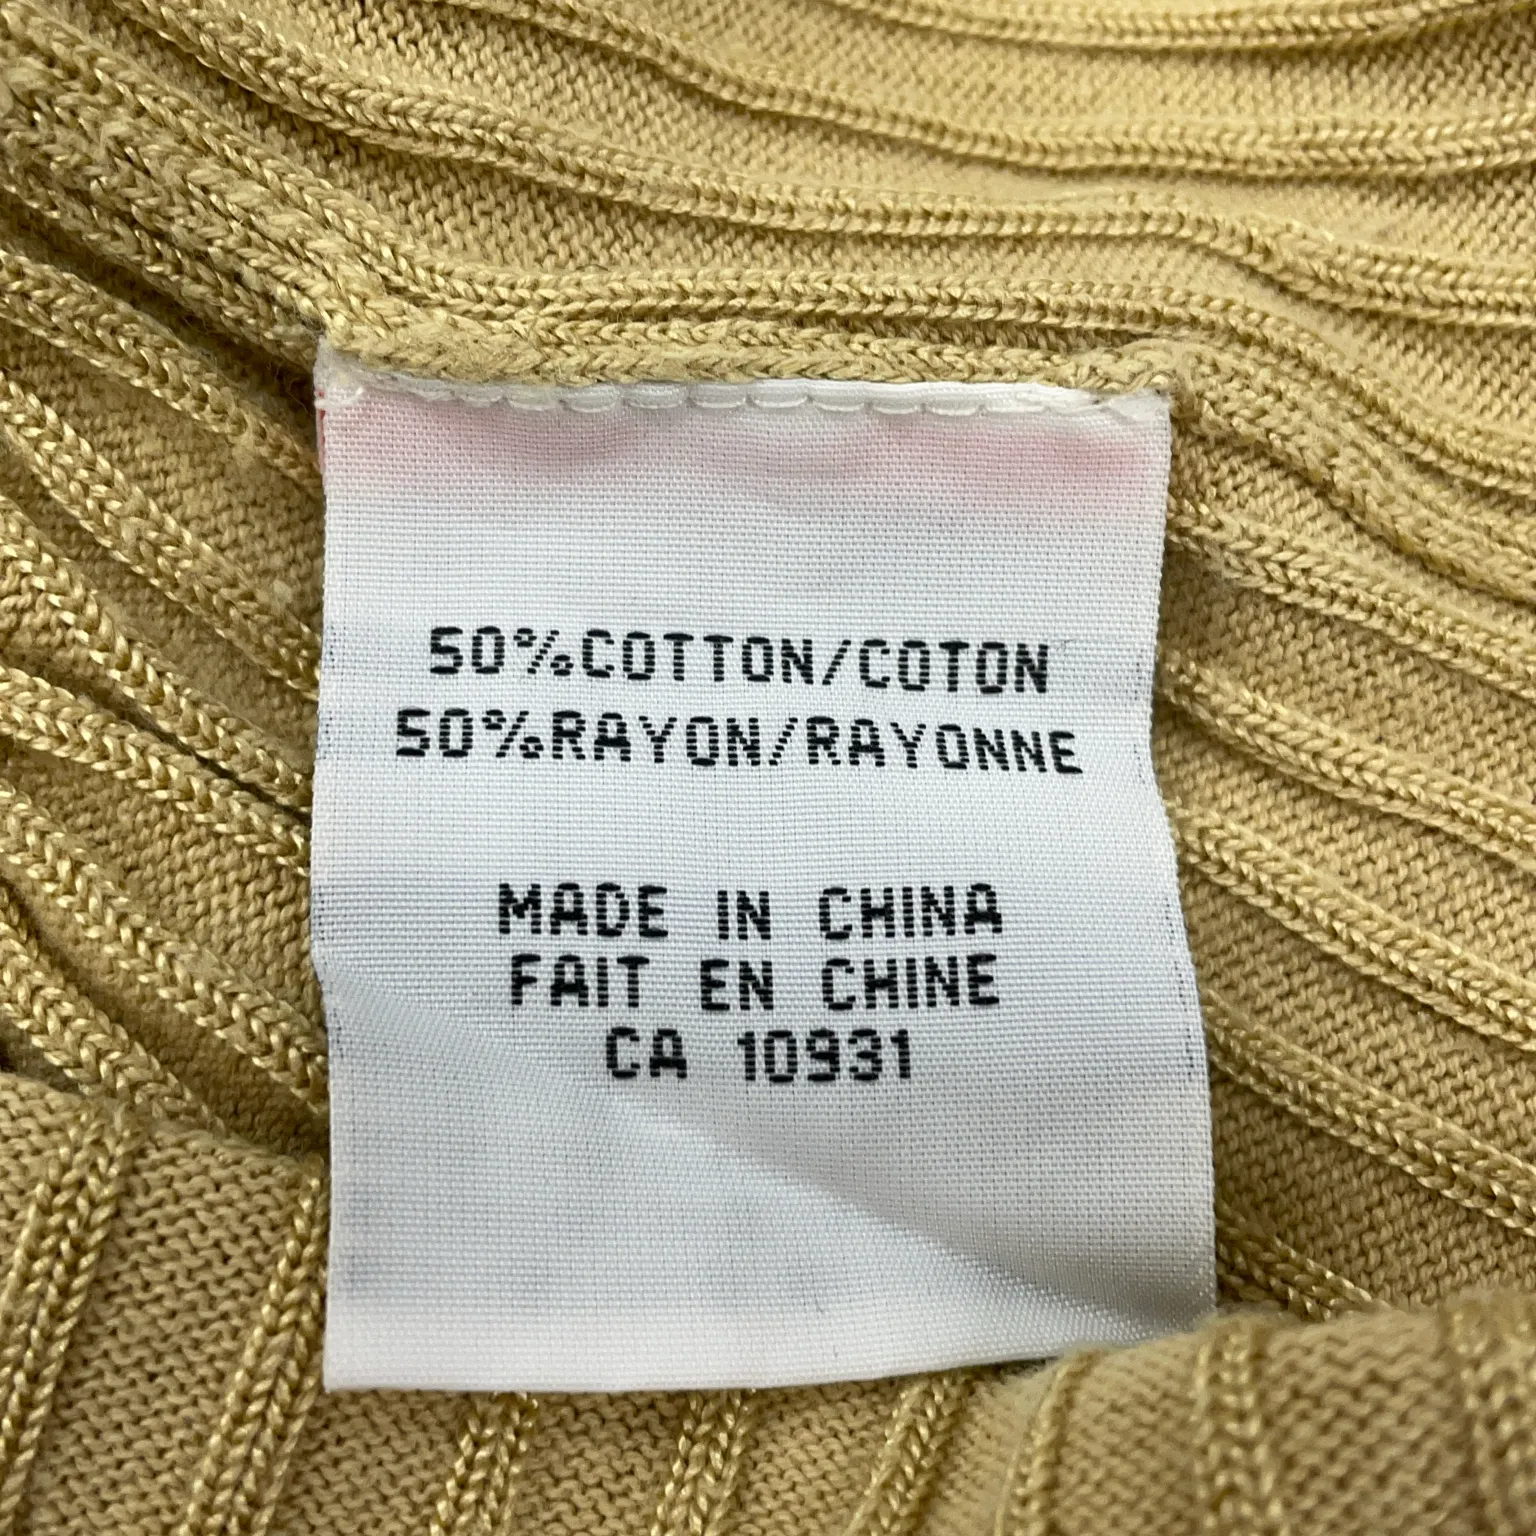 50%COTTON/COTON
50%RAYON/RAYONNE
MADE IN CHINA
FAIT EN CHINE
CA 10931